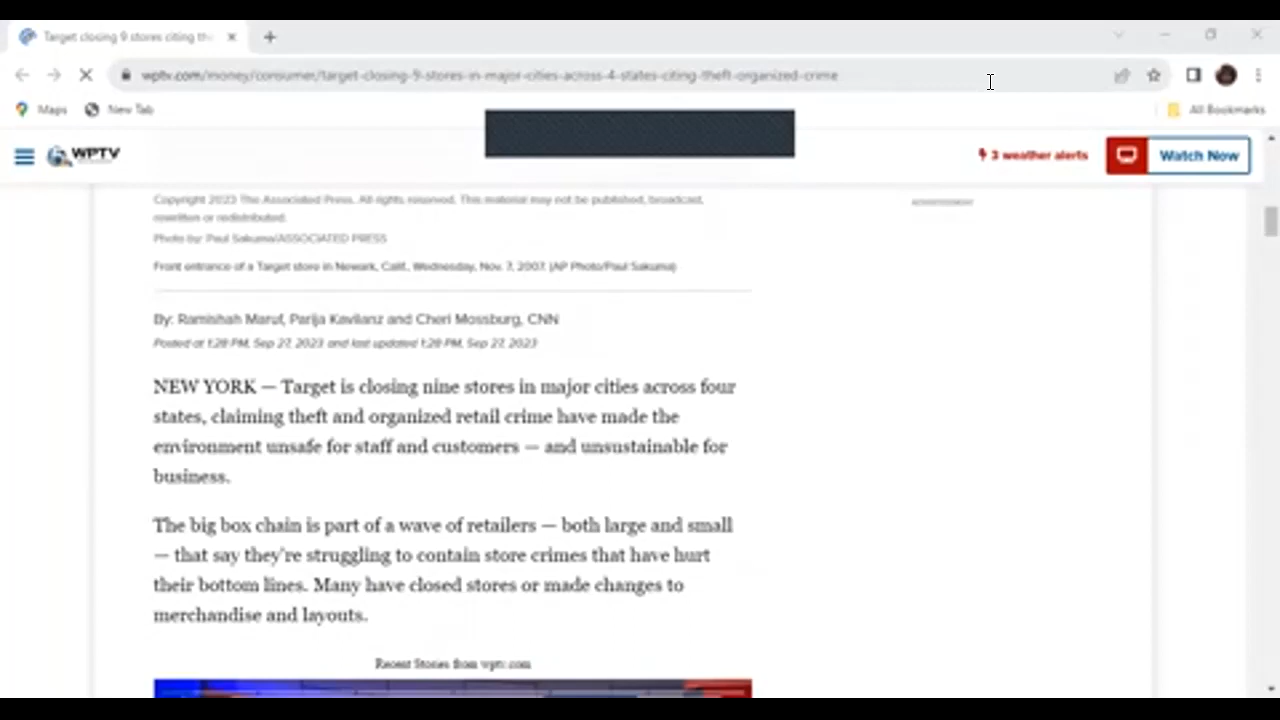 Target closing 9 stores citing th
wptv.com/money/consumer/target-closing-9-stores-in-major-cities-across-4-states-citing-theft-organized-crime
Maps New Tab All Bookmarks
WPTV 3 weather alerts Watch Now
Copyright 2023 The Associated Press. All rights reserved. This material may not be published, broadcast,
rewritten or redistributed.
ADVERTISEMENT
Photo by: Paul Sakuma/ASSOCIATED PRESS
Front entrance of a Target store in Newark, Calif., Wednesday, Nov. 7, 2007. (AP Photo/Paul Sakuma)
By: Ramishah Maruf, Parija Kavilanz and Cheri Mossburg, CNN
Posted at 1:28 PM, Sep 27, 2023 and last updated 1:28 PM, Sep 27, 2023
NEW YORK — Target is closing nine stores in major cities across four
states, claiming theft and organized retail crime have made the
environment unsafe for staff and customers — and unsustainable for
business.
The big box chain is part of a wave of retailers — both large and small
— that say they're struggling to contain store crimes that have hurt
their bottom lines. Many have closed stores or made changes to
merchandise and layouts.
Recent Stories from wptv.com